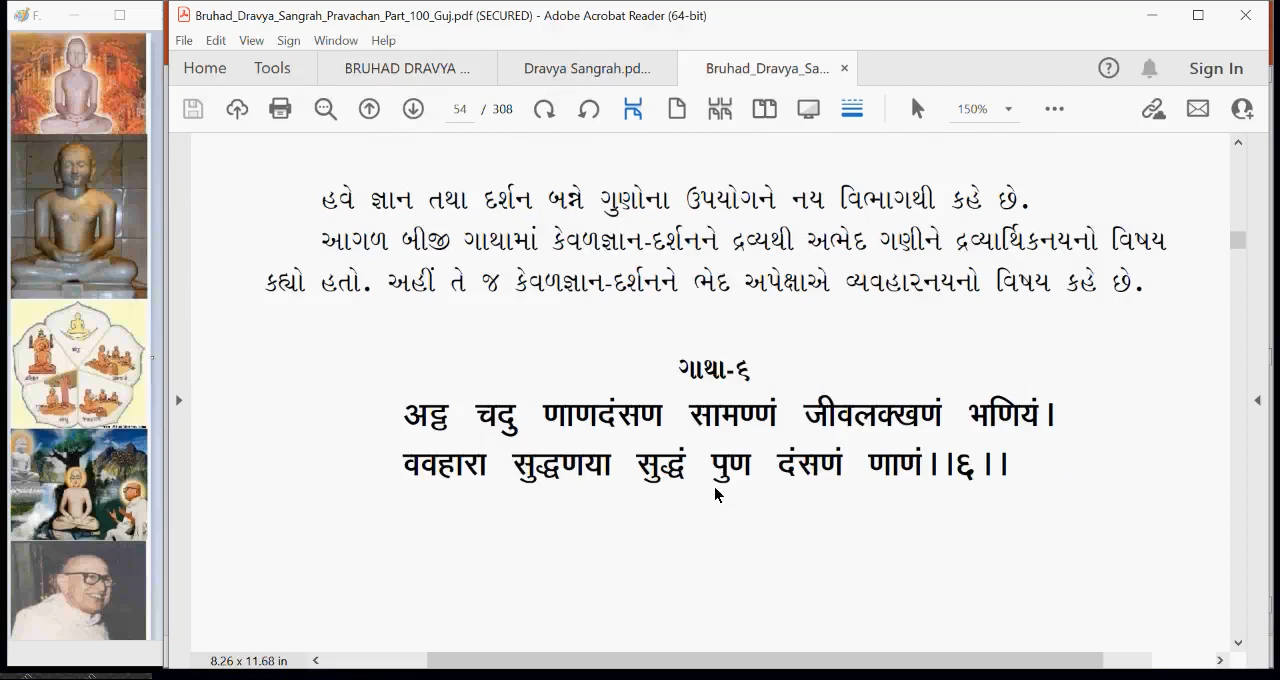 F.
Bruhad_Dravya_Sangrah_Pravachan_Part_100_Guj.pdf (SECURED) - Adobe Acrobat Reader (64-bit)
File Edit View Sign Window Help
Home Tools BRUHAD DRAVYA ... Dravya Sangrah.pd... Bruhad_Dravya_Sa... Sign In
54 / 308 150%
હવે જ્ઞાન તથા દર્શન બન્ને ગુણોના ઉપયોગને નય વિભાગથી કહે છે.
આગળ બીજી ગાથામાં કેવળજ્ઞાન-દર્શનને દ્રવ્યથી અભેદ ગણીને દ્રવ્યાર્થિકનયનો વિષય
કહ્યો હતો. અહીં તે જ કેવળજ્ઞાન-દર્શનને ભેદ અપેક્ષાએ વ્યવહારનયનો વિષય કહે છે.
ગાથા-૬
अट्ठ चदु णाणदंसण सामण्णं जीवलक्खणं भणियं।
ववहारा सुद्धणया सुद्धं पुण दंसणं णाणं।।६।।
8.26 x 11.68 in